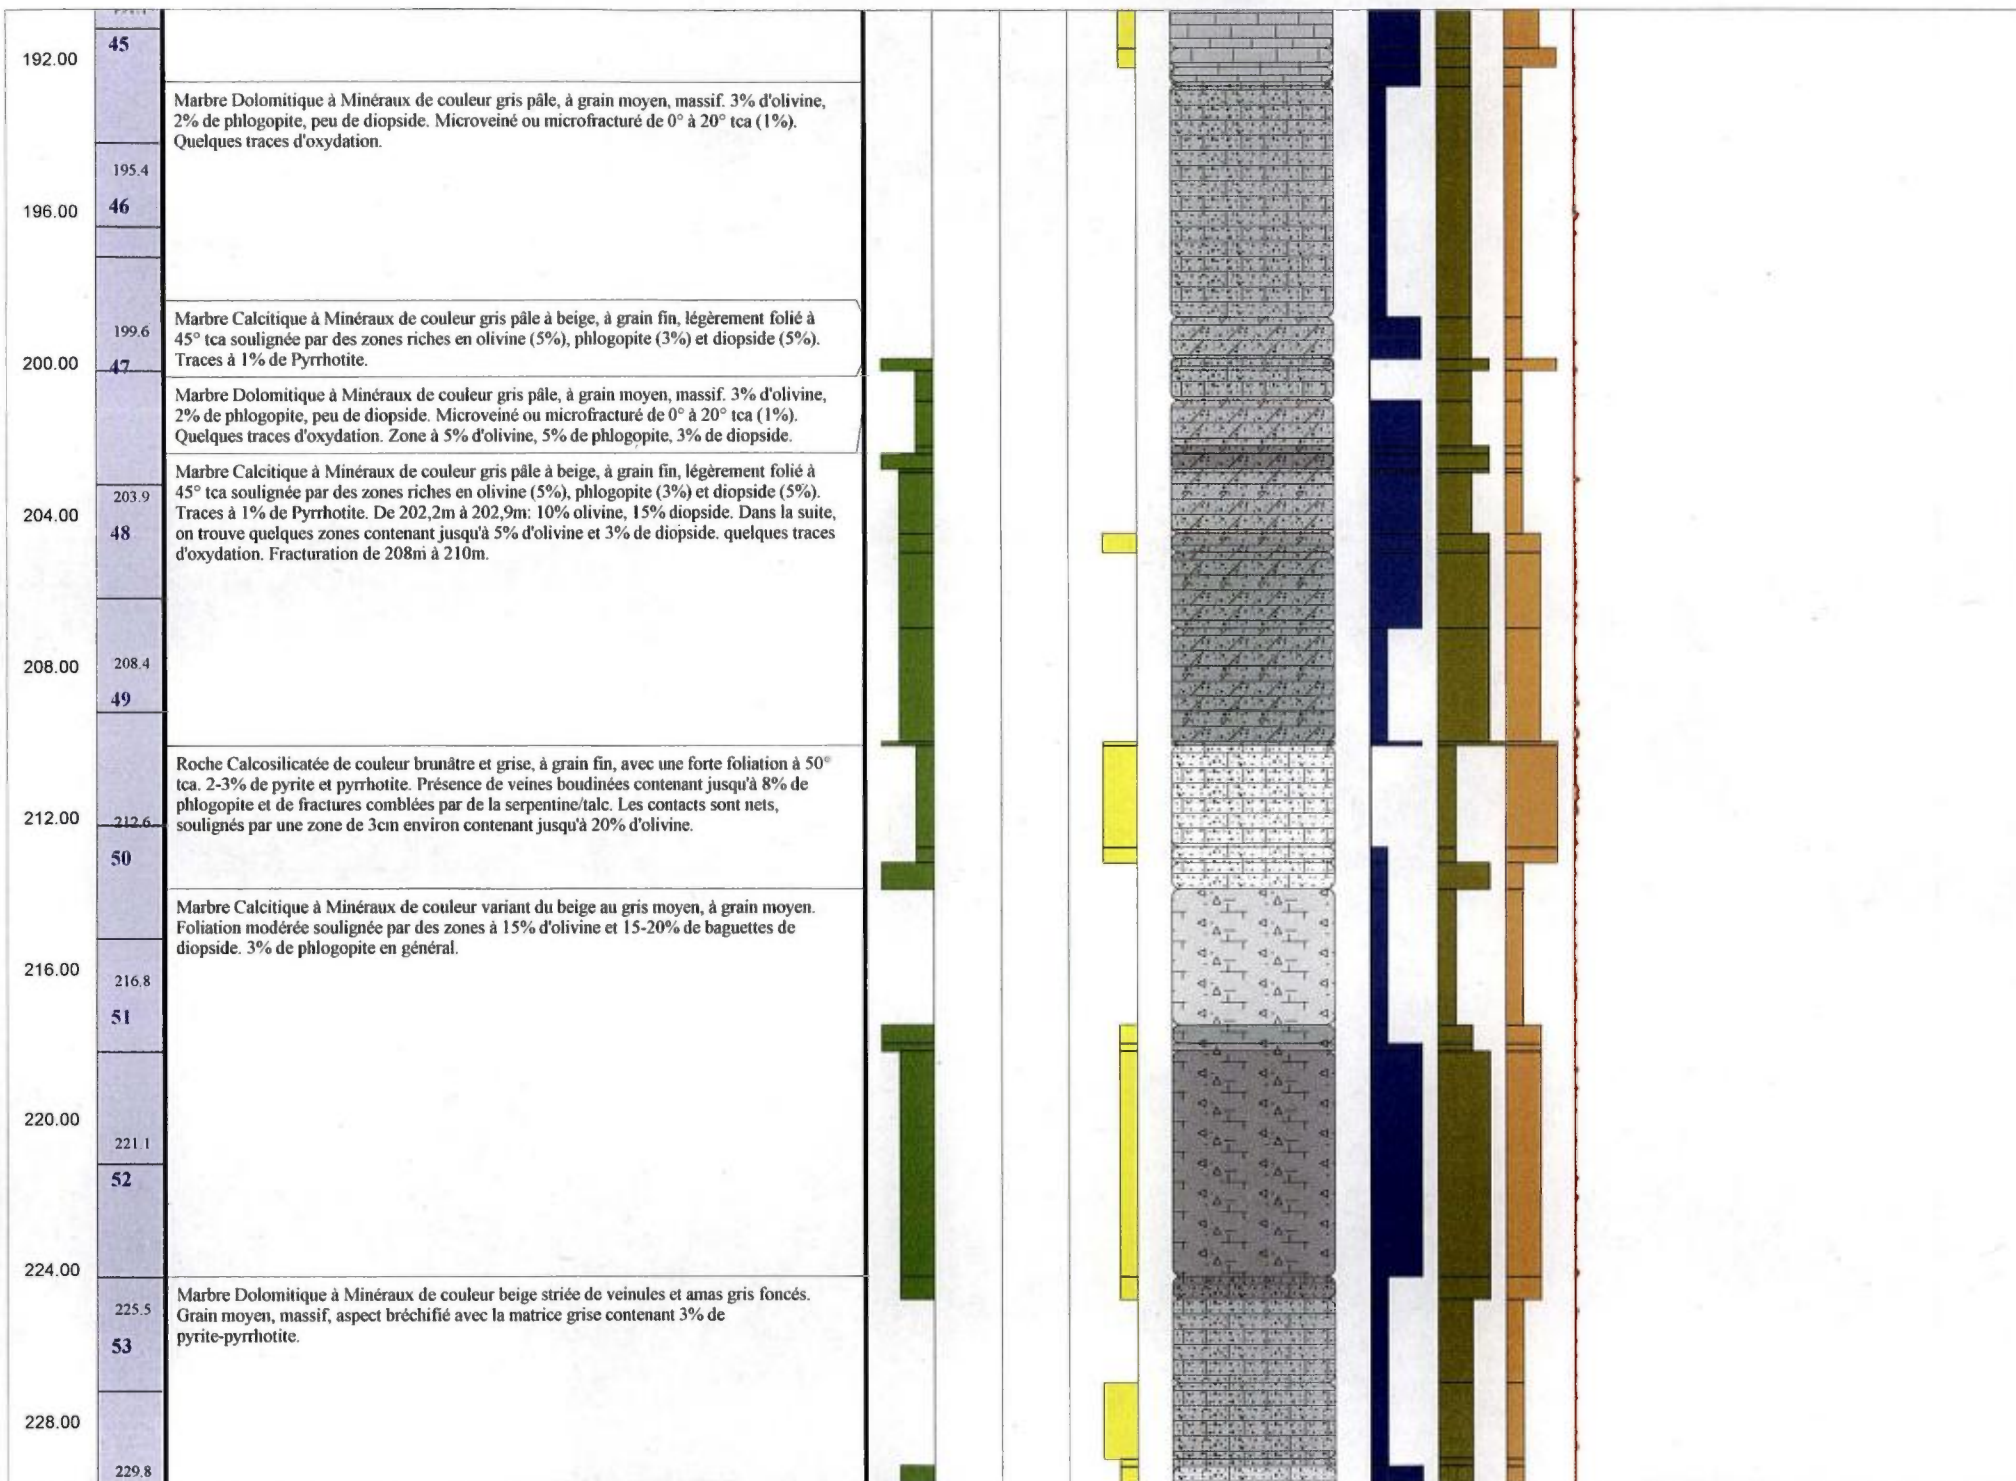 45
192.00
Marbre Dolomitique à Minéraux de couleur gris pâle, à grain moyen, massif. 3% d'olivine,
2% de phlogopite, peu de diopside. Microveiné ou microfracturé de 0° à 20° tca (1%).
Quelques traces d'oxydation.
195.4
196.00
46
Marbre Calcitique à Minéraux de couleur gris pâle à beige, à grain fin, légèrement folié à
45° tca soulignée par des zones riches en olivine (5%), phlogopite (3%) et diopside (5%).
Traces à 1% de Pyrrhotite.
199.6
200.00
47
Marbre Dolomitique à Minéraux de couleur gris pâle, à grain moyen, massif. 3% d'olivine,
2% de phlogopite, peu de diopside. Microveiné ou microfracturé de 0° à 20° tca (1%).
Quelques traces d'oxydation. Zone à 5% d'olivine, 5% de phlogopite, 3% de diopside.
Marbre Calcitique à Minéraux de couleur gris pâle à beige, à grain fin, légèrement folié à
45° tca soulignée par des zones riches en olivine (5%), phlogopite (3%) et diopside (5%).
Traces à 1% de Pyrrhotite. De 202,2m à 202,9m: 10% olivine, 15% diopside. Dans la suite,
on trouve quelques zones contenant jusqu'à 5% d'olivine et 3% de diopside. quelques traces
d'oxydation. Fracturation de 208m à 210m.
203.9
204.00
48
208.4
208.00
49
Roche Calcosilicatée de couleur brunâtre et grise, à grain fin, avec une forte foliation à 50°
tca. 2-3% de pyrite et pyrrhotite. Présence de veines boudinées contenant jusqu'à 8% de
phlogopite et de fractures comblées par de la serpentine/talc. Les contacts sont nets,
soulignés par une zone de 3cm environ contenant jusqu'à 20% d'olivine.
212.00
212.6
50
Marbre Calcitique à Minéraux de couleur variant du beige au gris moyen, à grain moyen.
Foliation modérée soulignée par des zones à 15% d'olivine et 15-20% de baguettes de
diopside. 3% de phlogopite en général.
216.00
216.8
51
220.00
221.1
52
224.00
Marbre Dolomitique à Minéraux de couleur beige striée de veinules et amas gris foncés.
Grain moyen, massif, aspect bréchifié avec la matrice grise contenant 3% de
pyrite-pyrrhotite.
225.5
53
228.00
229.8